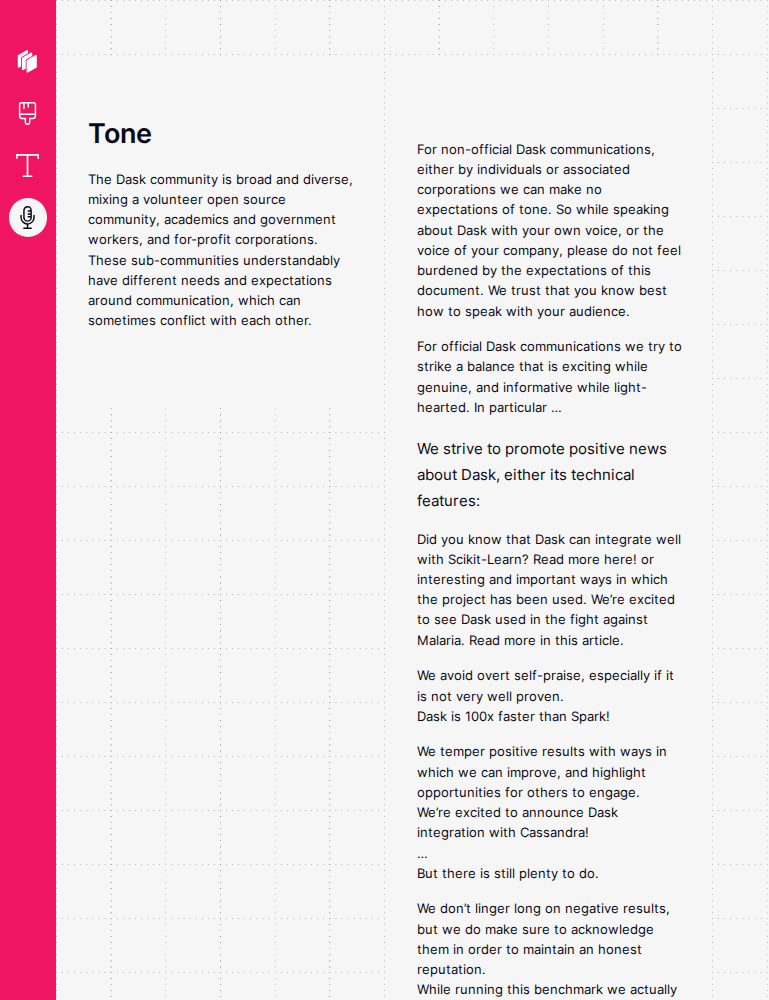 Tone
The Dask community is broad and diverse,
mixing a volunteer open source
community, academics and government
workers, and for-profit corporations.
These sub-communities understandably
have different needs and expectations
around communication, which can
sometimes conflict with each other.
For non-official Dask communications,
either by individuals or associated
corporations we can make no
expectations of tone. So while speaking
about Dask with your own voice, or the
voice of your company, please do not feel
burdened by the expectations of this
document. We trust that you know best
how to speak with your audience.
For official Dask communications we try to
strike a balance that is exciting while
genuine, and informative while light-
hearted. In particular ...
We strive to promote positive news
about Dask, either its technical
features:
Did you know that Dask can integrate well
with Scikit-Learn? Read more here! or
interesting and important ways in which
the project has been used. We’re excited
to see Dask used in the fight against
Malaria. Read more in this article.
We avoid overt self-praise, especially if it
is not very well proven.
Dask is 100x faster than Spark!
We temper positive results with ways in
which we can improve, and highlight
opportunities for others to engage.
We’re excited to announce Dask
integration with Cassandra!
...
But there is still plenty to do.
We don’t linger long on negative results,
but we do make sure to acknowledge
them in order to maintain an honest
reputation.
While running this benchmark we actually